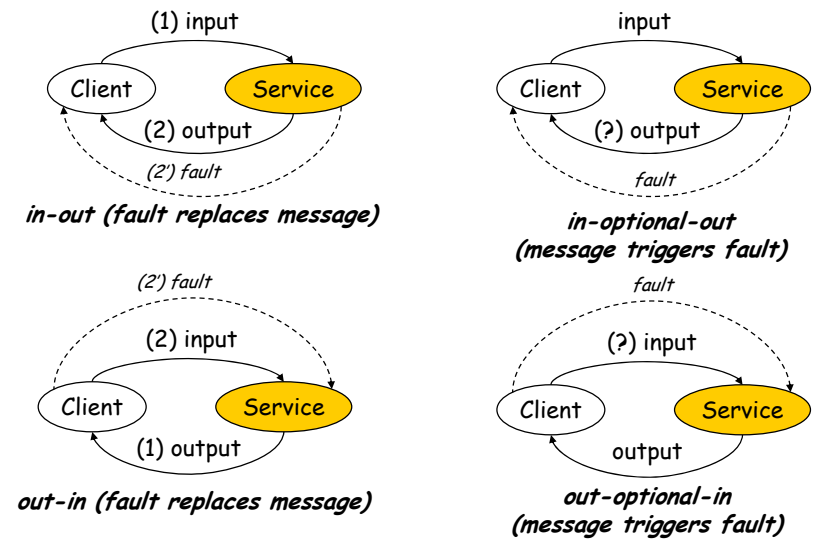 (1) input
Client
Service
(2) output
(2') fault
in-out (fault replaces message)
input
Client
Service
(?) output
fault
in-optional-out
(message triggers fault)
(2') fault
(2) input
Client
Service
(1) output
out-in (fault replaces message)
fault
(?) input
Client
Service
output
out-optional-in
(message triggers fault)